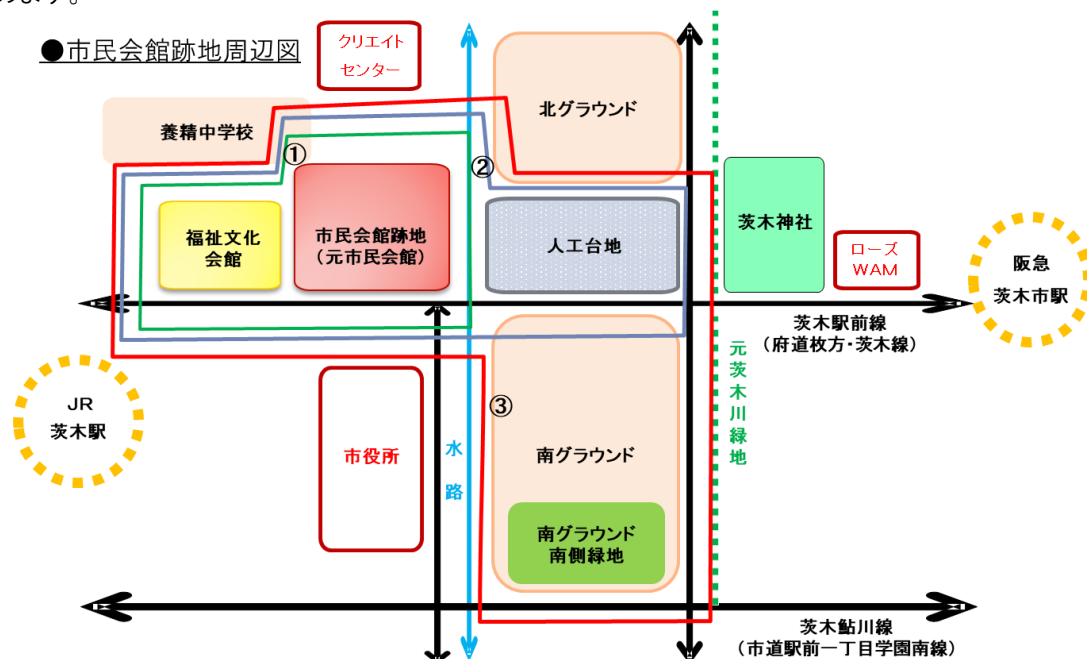 のます。
●市民会館跡地周辺図
クリエイト
センター
養精中学校
北グラウンド
①
②
福祉文化
会館
市民会館跡地
(元市民会館)
人工台地
茨木神社
ローズ
WAM
阪急
茨木市駅
茨木駅前線
(府道枚方・茨木線)
元茨木川緑地
JR
茨木駅
③
市役所
水路
南グラウンド
南グラウンド
南側緑地
茨木鮎川線
(市道駅前一丁目学園南線)